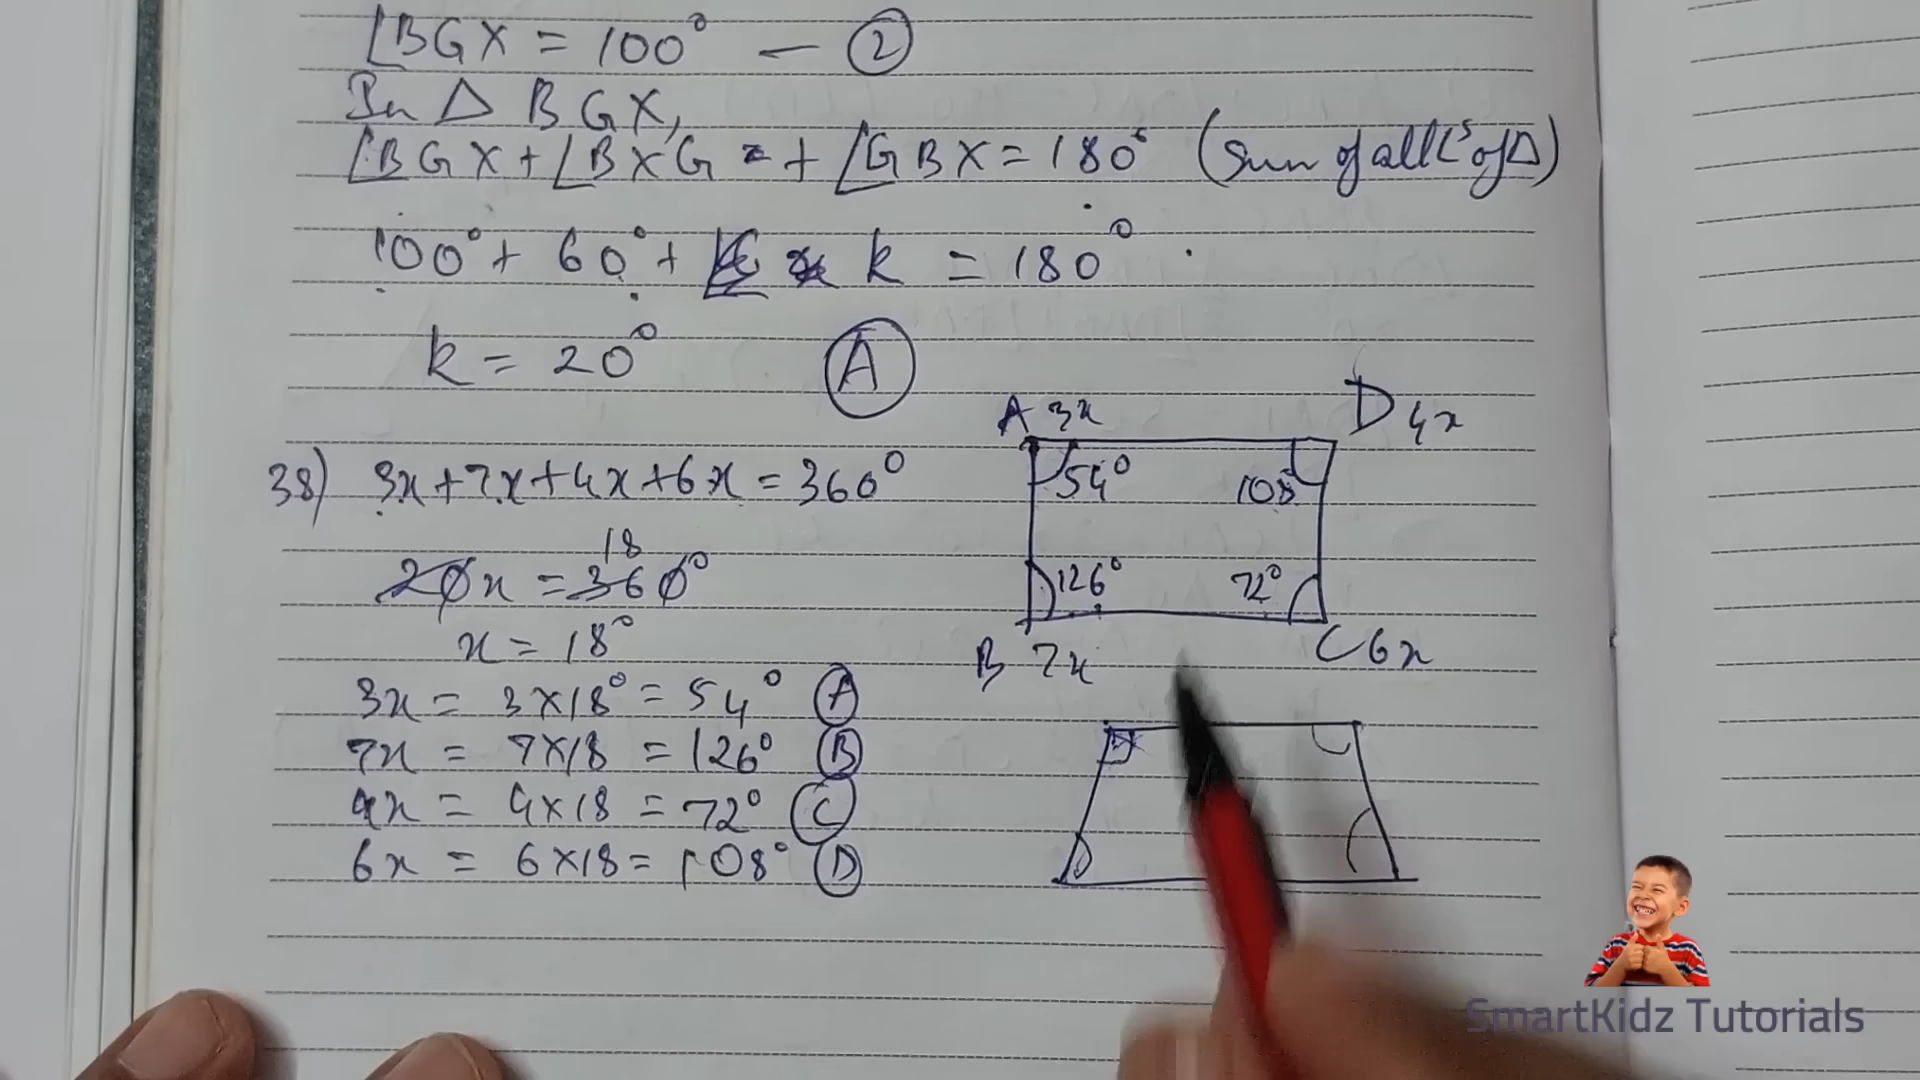 ∠BGX = 100° — ②
In Δ BGX,
∠BGX + ∠BXG + ∠GBX = 180° (Sum of all ∠s of Δ)
100° + 60° + k = 180°
k = 20° Ⓐ
A 3x D 4x
38) 3x + 7x + 4x + 6x = 360°
54° 108°
18
20x = 360°
126° 72°
x = 18°
B 7x C 6x
3x = 3×18° = 54° Ⓐ
7x = 7×18 = 126° Ⓑ
4x = 4×18 = 72° Ⓒ
6x = 6×18 = 108° Ⓓ
SmartKidz Tutorials